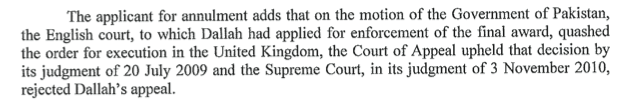 The applicant for annulment adds that on the motion of the Government of Pakistan,
the English court, to which Dallah had applied for enforcement of the final award, quashed
the order for execution in the United Kingdom, the Court of Appeal upheld that decision by
its judgment of 20 July 2009 and the Supreme Court, in its judgment of 3 November 2010,
rejected Dallah's appeal.